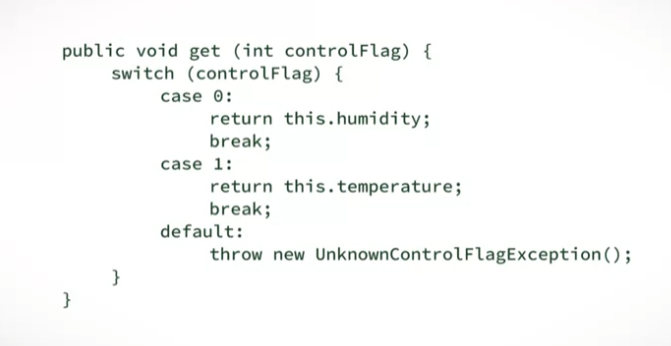 public void get (int controlFlag) {
switch (controlFlag) {
case 0:
return this.humidity;
break;
case 1:
return this.temperature;
break;
default:
throw new UnknownControlFlagException();
}
}